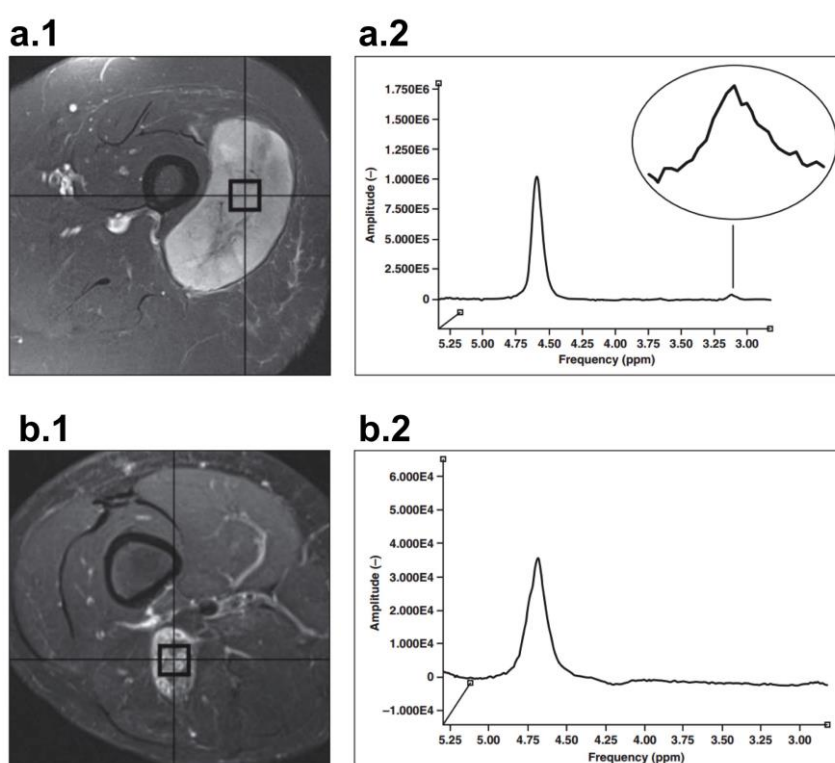 a.1
a.2
1.750E6
1.500E6
1.250E6
1.000E6
7.500E5
5.000E5
2.500E5
0
Amplitude (–)
5.25 5.00 4.75 4.50 4.25 4.00 3.75 3.50 3.25 3.00
Frequency (ppm)
b.1
b.2
6.000E4
5.000E4
4.000E4
3.000E4
2.000E4
1.000E4
0
–1.000E4
Amplitude (–)
5.25 5.00 4.75 4.50 4.25 4.00 3.75 3.50 3.25 3.00
Frequency (ppm)